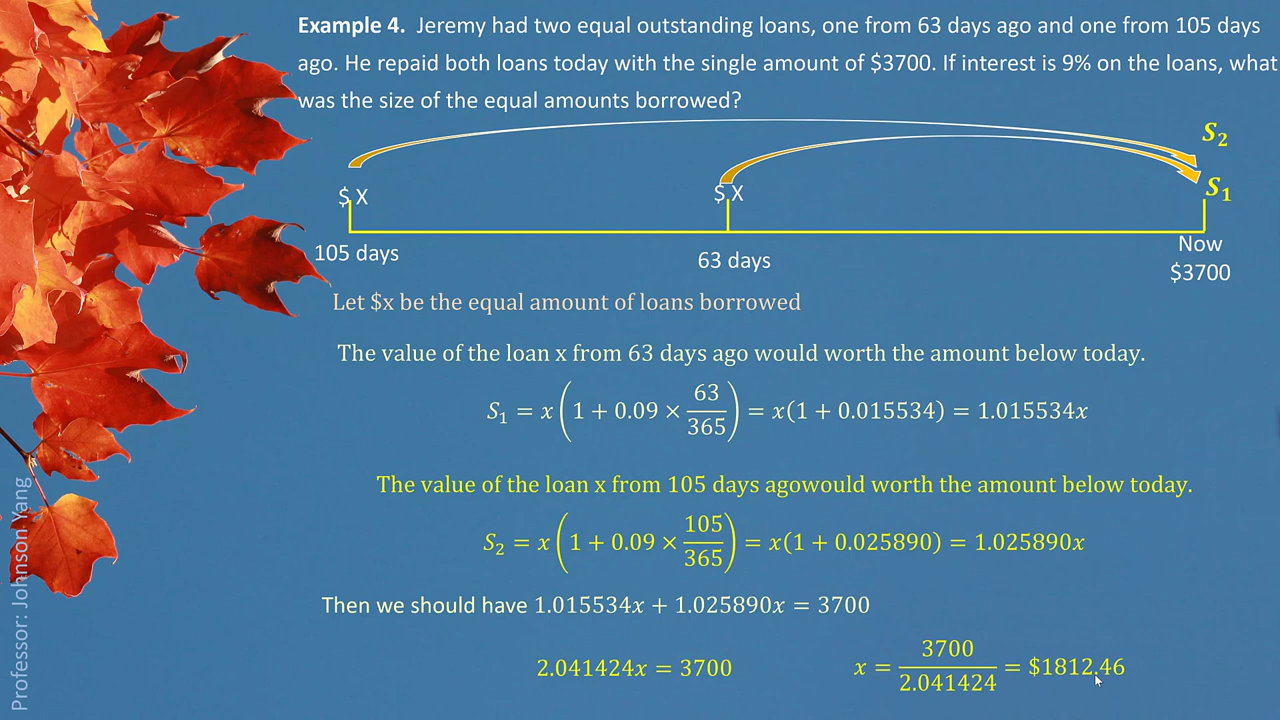 Example 4. Jeremy had two equal outstanding loans, one from 63 days ago and one from 105 days
ago. He repaid both loans today with the single amount of $3700. If interest is 9% on the loans, what
was the size of the equal amounts borrowed?
S₂
$ X $ X S₁
105 days 63 days Now
$3700
Let $x be the equal amount of loans borrowed
The value of the loan x from 63 days ago would worth the amount below today.
S₁ = x(1 + 0.09 × 63/365) = x(1 + 0.015534) = 1.015534x
The value of the loan x from 105 days agowould worth the amount below today.
S₂ = x(1 + 0.09 × 105/365) = x(1 + 0.025890) = 1.025890x
Then we should have 1.015534x + 1.025890x = 3700
2.041424x = 3700 x = 3700/2.041424 = $1812.46
Professor: Johnson Yang